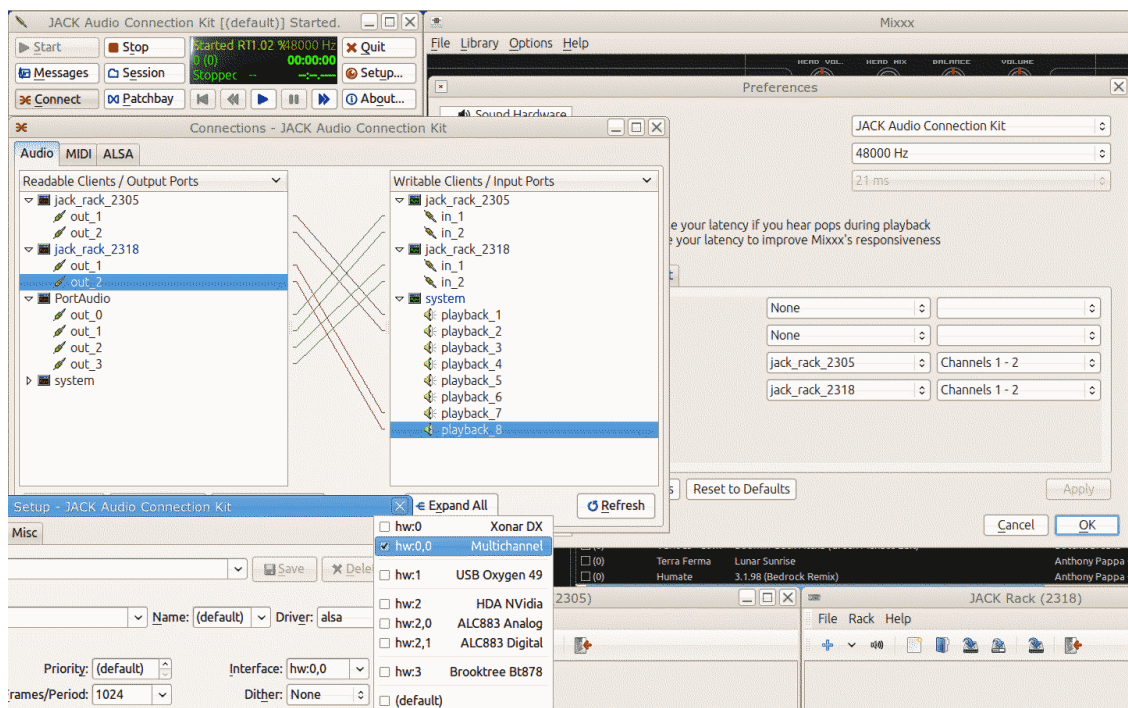 JACK Audio Connection Kit [(default)] Started.
Start
Stop
Started RT1.02 %48000 Hz
0 (0) 00:00:00
Stopped -- --:--.----
Quit
Messages
Session
Setup...
Connect
Patchbay
About...
Mixxx
File Library Options Help
HEAD VOL. HEAD MIX BALANCE VOLUME
Preferences
Sound Hardware
JACK Audio Connection Kit
48000 Hz
21 ms
e your latency if you hear pops during playback
e your latency to improve Mixxx's responsiveness
None
None
jack_rack_2305 Channels 1 - 2
jack_rack_2318 Channels 1 - 2
s Reset to Defaults Apply
Cancel OK
Connections - JACK Audio Connection Kit
Audio MIDI ALSA
Readable Clients / Output Ports
jack_rack_2305
out_1
out_2
jack_rack_2318
out_1
out_2
PortAudio
out_0
out_1
out_2
out_3
system
Writable Clients / Input Ports
jack_rack_2305
in_1
in_2
jack_rack_2318
in_1
in_2
system
playback_1
playback_2
playback_3
playback_4
playback_5
playback_6
playback_7
playback_8
Expand All Refresh
Setup - JACK Audio Connection Kit
Misc
Save Delet
Name: (default) Driver: alsa
Priority: (default) Interface: hw:0,0
rames/Period: 1024 Dither: None
hw:0 Xonar DX
hw:0,0 Multichannel
hw:1 USB Oxygen 49
hw:2 HDA NVidia
hw:2,0 ALC883 Analog
hw:2,1 ALC883 Digital
hw:3 Brooktree Bt878
(default)
(0) Terra Ferma Lunar Sunrise Anthony Pappa
(0) Humate 3.1.98 (Bedrock Remix) Anthony Pappa
2305)
JACK Rack (2318)
File Rack Help